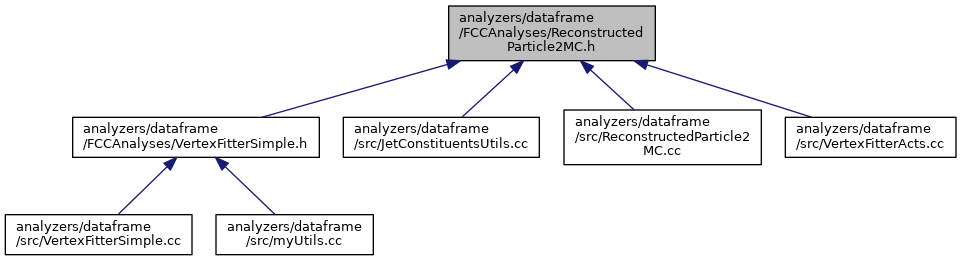 analyzers/dataframe
/FCCAnalyses/Reconstructed
Particle2MC.h
analyzers/dataframe
/FCCAnalyses/VertexFitterSimple.h
analyzers/dataframe
/src/JetConstituentsUtils.cc
analyzers/dataframe
/src/ReconstructedParticle2
MC.cc
analyzers/dataframe
/src/VertexFitterActs.cc
analyzers/dataframe
/src/VertexFitterSimple.cc
analyzers/dataframe
/src/myUtils.cc